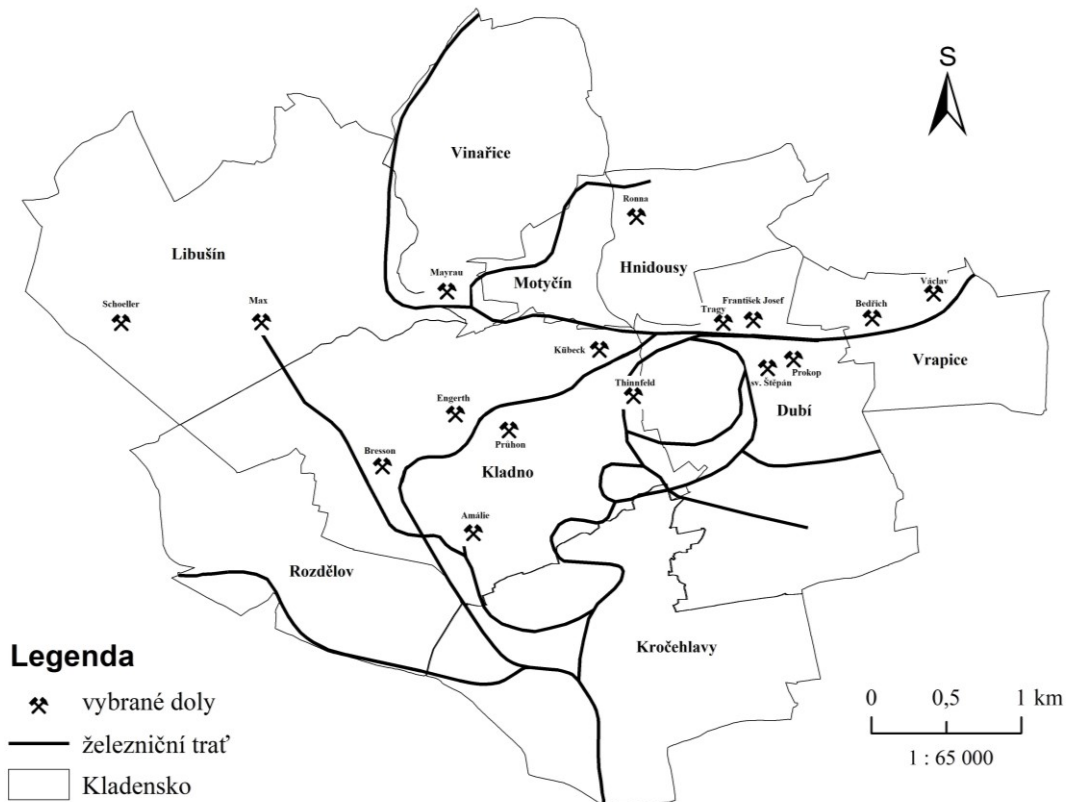 S
Vinařice
Ronna
Libušín
Hnidousy
Mayrau
Motyčín
Schoeller
Max
Tragy
František Josef
Bedřich
Václav
Kübeck
Vrapice
Thinnfeld
sv. Štěpán
Prokop
Dubí
Engerth
Průhon
Bresson
Kladno
Amálie
Rozdělov
Kročehlavy
Legenda
vybrané doly
železniční trať
Kladensko
0 0,5 1 km
1 : 65 000